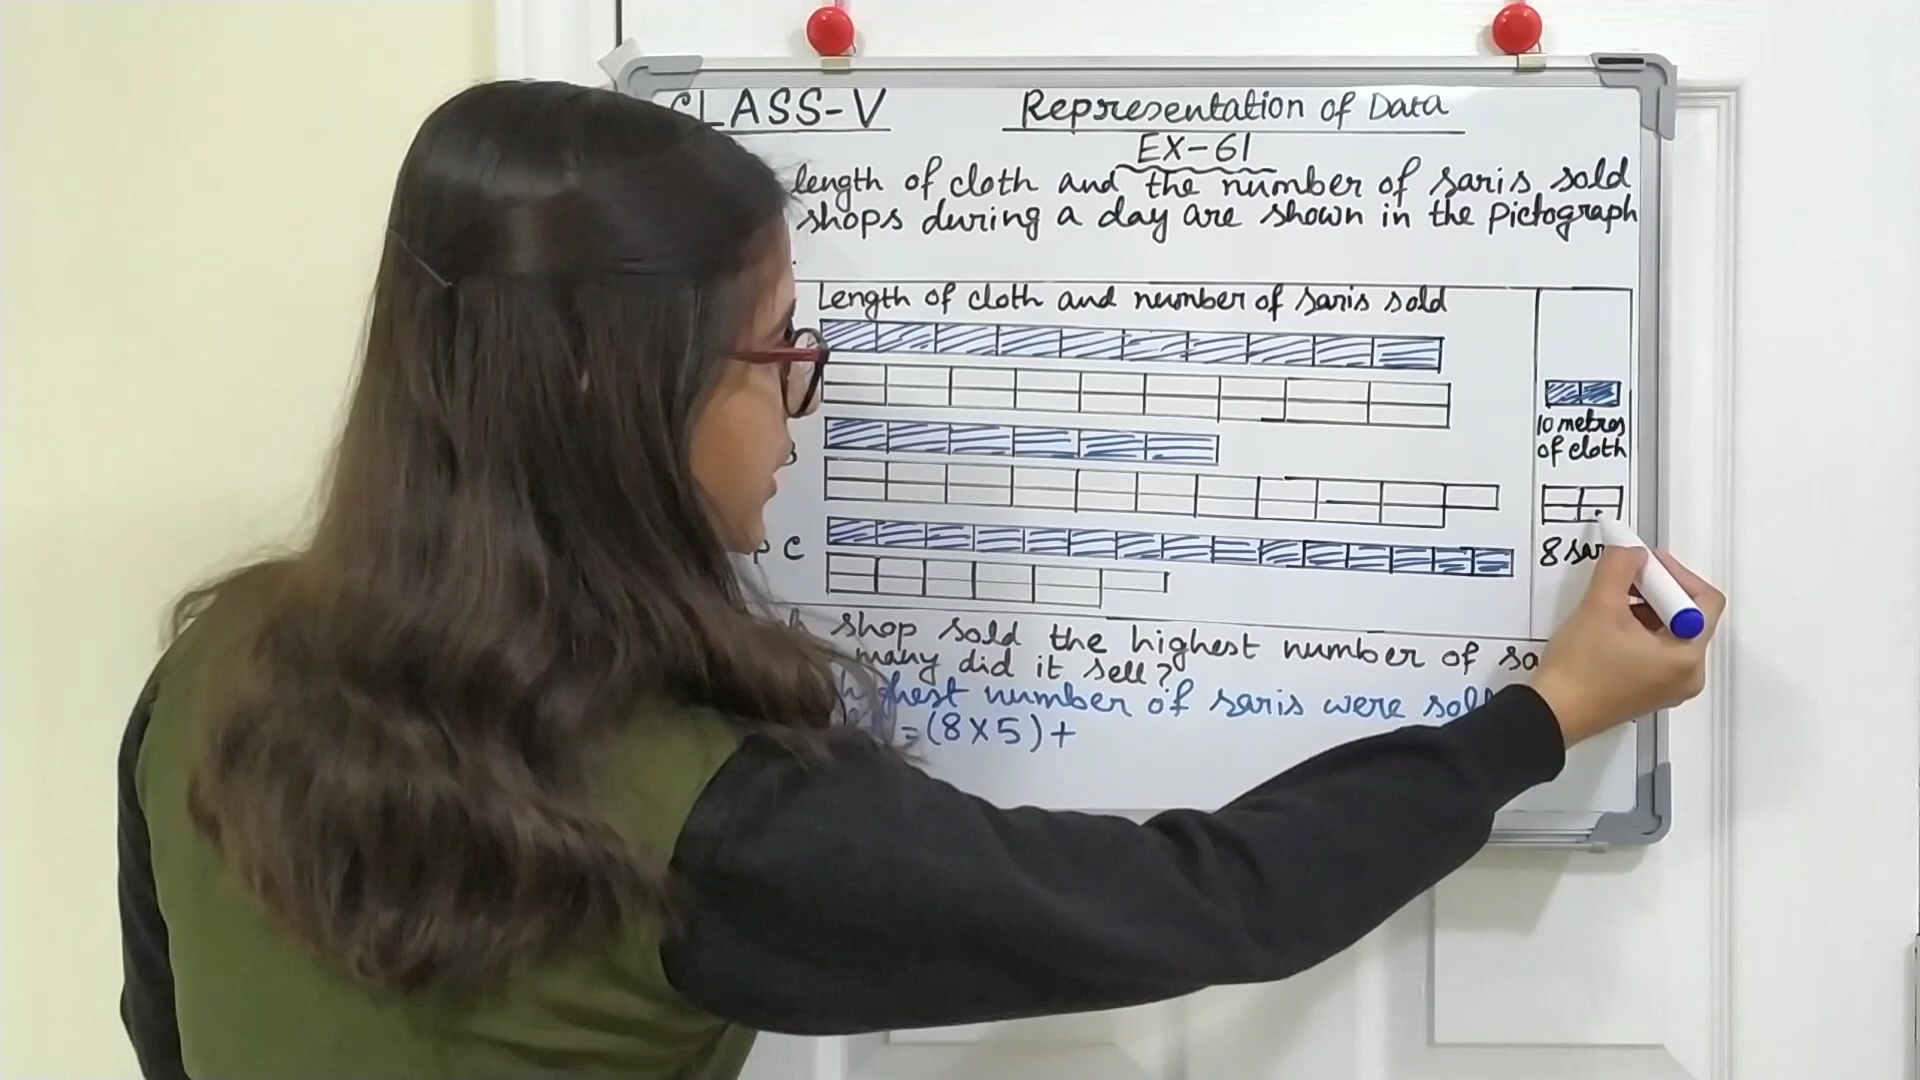 CLASS-V
Representation of Data
EX-61
length of cloth and the number of saris sold
shops during a day are shown in the pictograph
Length of cloth and number of saris sold
10 metres
of cloth
C
8
shop sold the highest number of
many did it sell?
highest number of saris were
=(8×5)+